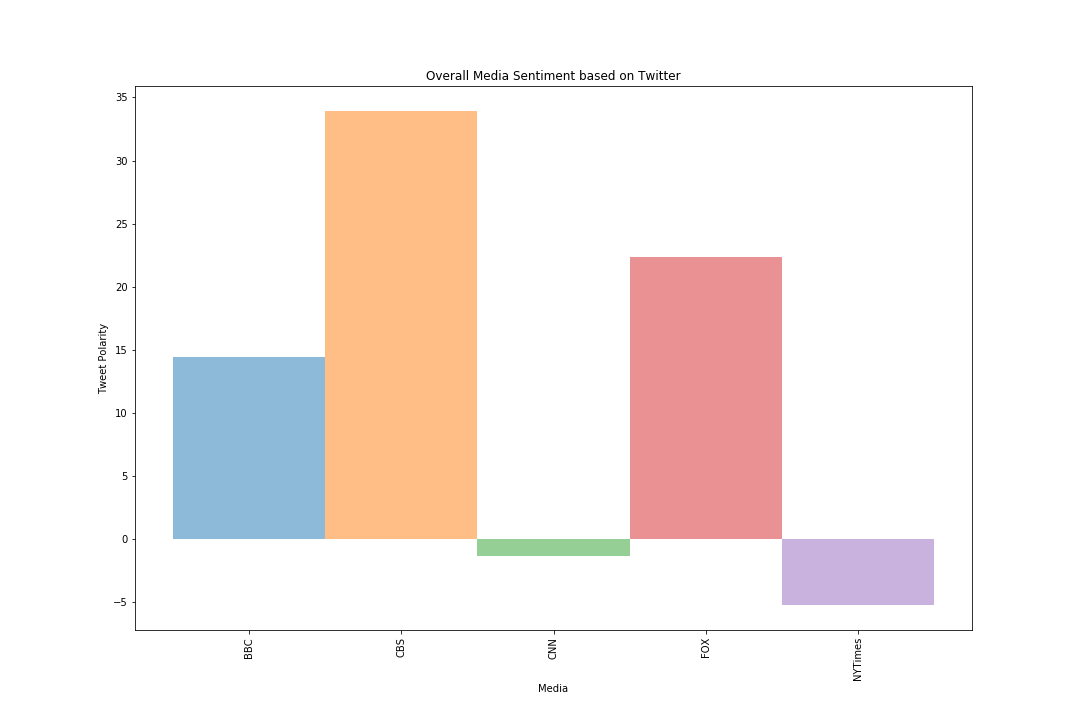 Overall Media Sentiment based on Twitter
35
30
25
20
15
10
5
0
−5
Tweet Polarity
BBC
CBS
CNN
FOX
NYTimes
Media